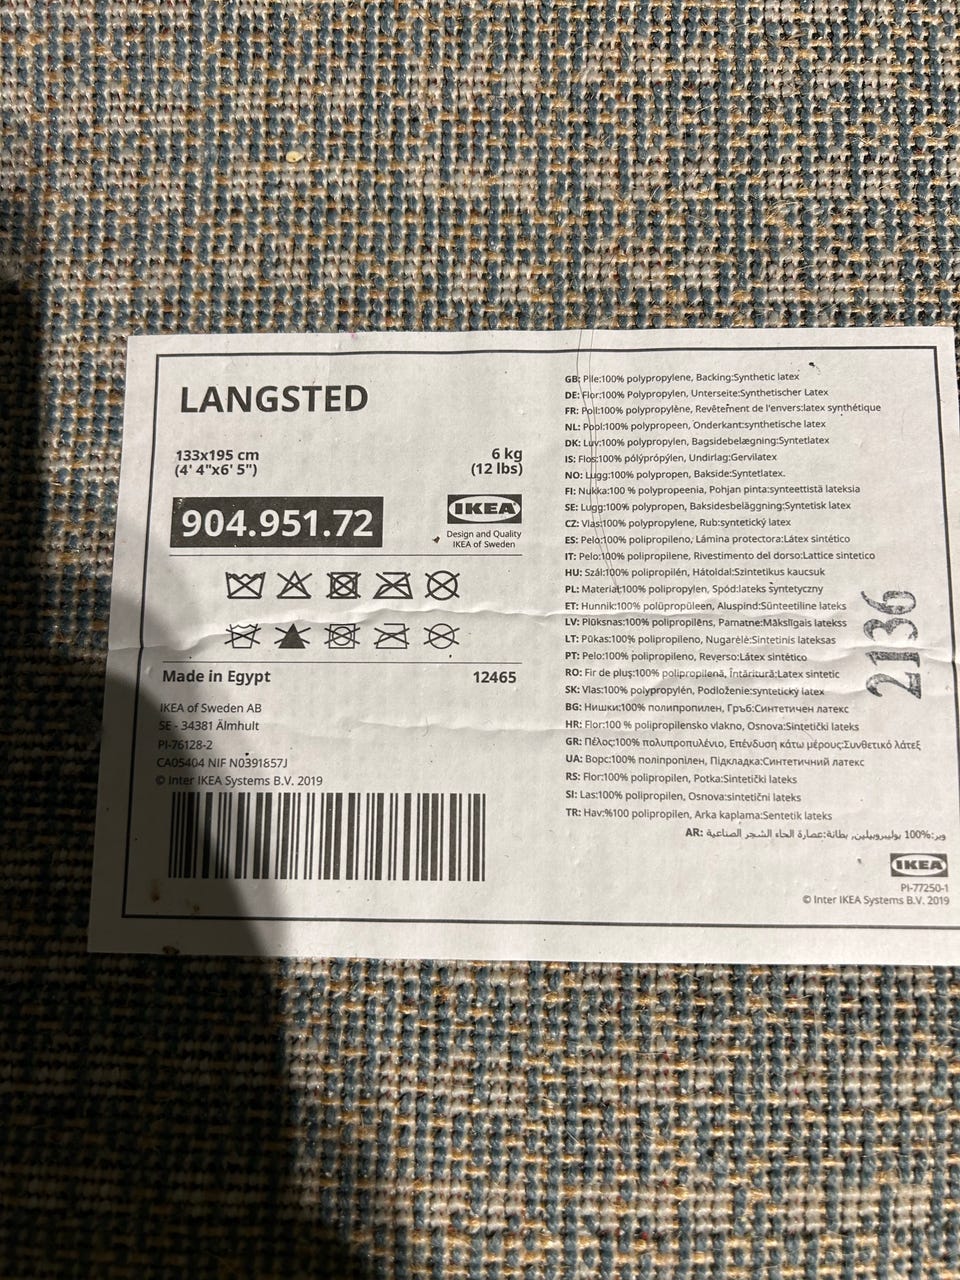 LANGSTED
133x195 cm
(4' 4"x6' 5")
6 kg
(12 lbs)
904.951.72
IKEA
Design and Quality
IKEA of Sweden
Made in Egypt
12465
IKEA of Sweden AB
SE - 34381 Älmhult
PI-76128-2
CA05404 NIF N0391857J
© Inter IKEA Systems B.V. 2019
GB: Pile:100% polypropylene, Backing:Synthetic latex
DE: Flor:100% Polypropylen, Unterseite:Synthetischer Latex
FR: Poil:100% polypropylène, Revêtement de l'envers:latex synthétique
NL: Pool:100% polypropeen, Onderkant:synthetische latex
DK: Luv:100% polypropylen, Bagsidebelægning:Syntetlatex
IS: Flos:100% pólýprópýlen, Undirlag:Gervilatex
NO: Lugg:100% polypropen, Bakside:Syntetlatex.
FI: Nukka:100 % polypropeenia, Pohjan pinta:synteettistä lateksia
SE: Lugg:100% polypropen, Baksidesbeläggning:Syntetisk latex
CZ: Vlas:100% polypropylene, Rub:syntetický latex
ES: Pelo:100% polipropileno, Lámina protectora:Látex sintético
IT: Pelo:100% polipropilene, Rivestimento del dorso:Lattice sintetico
HU: Szál:100% polipropilén, Hátoldal:Szintetikus kaucsuk
PL: Materiał:100% polipropylen, Spód:lateks syntetyczny
ET: Hunnik:100% polüpropüleen, Aluspind:Sünteetiline lateks
LV: Plūksnas:100% polipropilēns, Pamatne:Mākslīgais latekss
LT: Pūkas:100% polipropileno, Nugarėlė:Sintetinis lateksas
PT: Pelo:100% polipropileno, Reverso:Látex sintético
RO: Fir de pluş:100% polipropilenă, Întăritură:Latex sintetic
SK: Vlas:100% polypropylén, Podloženie:syntetický latex
BG: Нишки:100% полипропилен, Гръб:Синтетичен латекс
HR: Flor:100 % polipropilensko vlakno, Osnova:Sintetički lateks
GR: Πέλος:100% πολυπροπυλένιο, Επένδυση κάτω μέρους:Συνθετικό λάτεξ
UA: Ворс:100% поліпропілен, Підкладка:Синтетичний латекс
RS: Flor:100% polipropilen, Potka:Sintetički lateks
SI: Las:100% polipropilen, Osnova:sintetični lateks
TR: Hav:%100 polipropilen, Arka kaplama:Sentetik lateks
AR: وبر:100% بوليبروبيلين, بطانة:عصارة الحاء الشجر الصناعية
2136
IKEA
PI-77250-1
© Inter IKEA Systems B.V. 2019